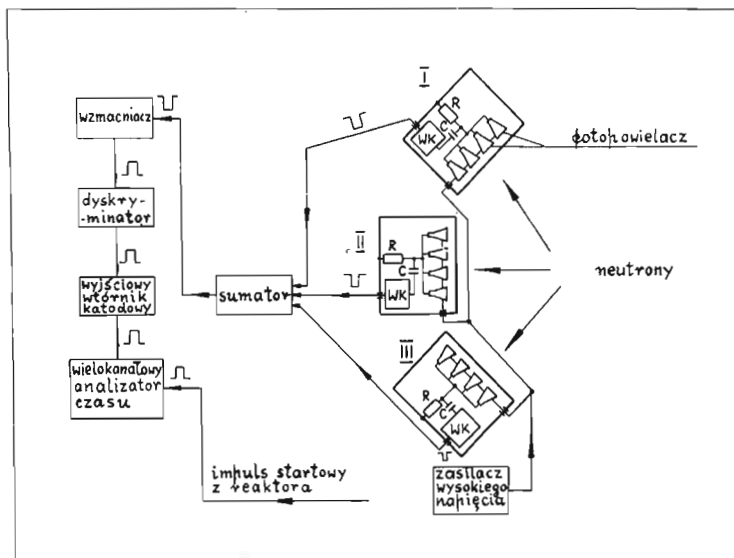 I
R
C
WK
wzmacniacz
fotopowielacz
dyskry-
-minator
II
R
C
WK
neutrony
wyjściowy
wtórnik
katodowy
sumator
III
R
C
WK
wielokanałowy
analizator
czasu
impuls startowy
z reaktora
zasilacz
wysokiego
napięcia